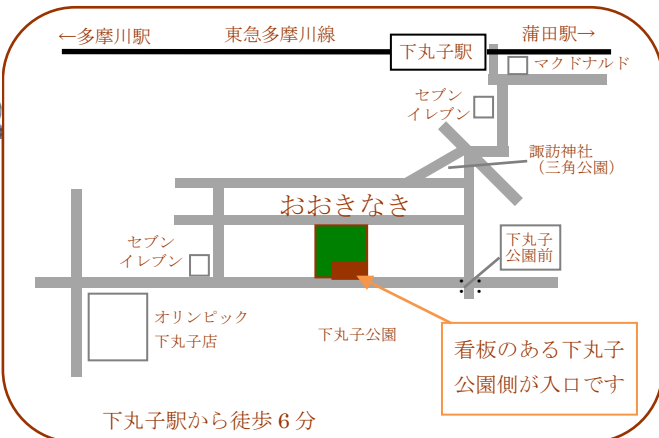 ←多摩川駅
東急多摩川線
蒲田駅→
下丸子駅
マクドナルド
セブン
イレブン
諏訪神社
（三角公園）
おおきなき
セブン
イレブン
下丸子
公園前
オリンピック
下丸子店
下丸子公園
看板のある下丸子
公園側が入口です
下丸子駅から徒歩6分